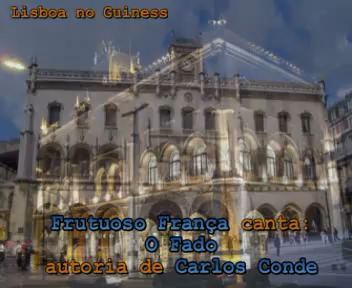 Lisboa no Guiness
Frutuoso França canta:
O Fado
autoria de Carlos Conde